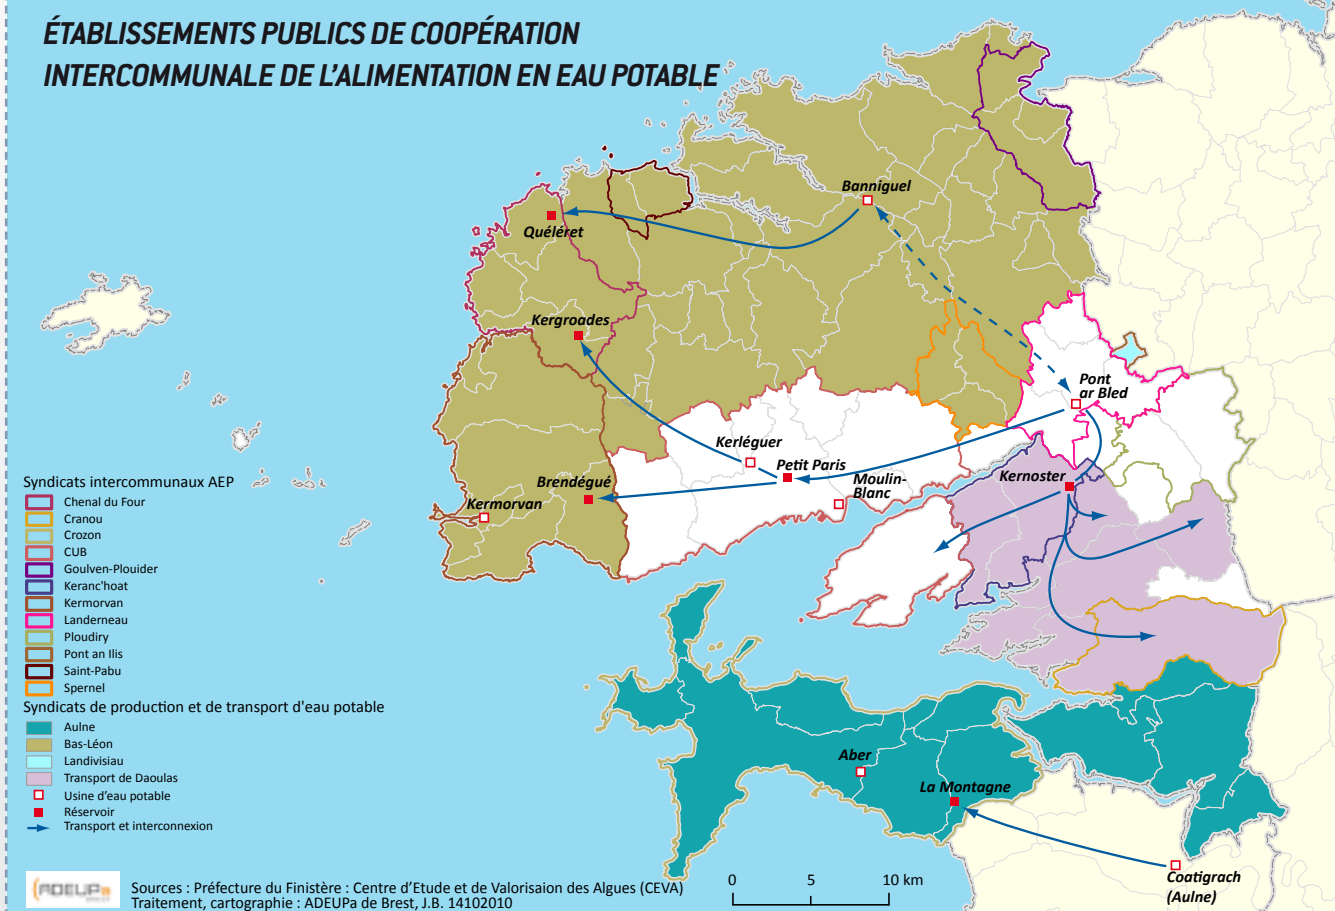 ÉTABLISSEMENTS PUBLICS DE COOPÉRATION
INTERCOMMUNALE DE L'ALIMENTATION EN EAU POTABLE
Banniguel
Quéléret
Kergroades
Pont
ar Bled
Kerléguer
Petit Paris
Moulin-
Blanc
Kernoster
Brendégué
Kermorvan
Aber
La Montagne
Coatigrach
(Aulne)
Syndicats intercommunaux AEP
Chenal du Four
Cranou
Crozon
CUB
Goulven-Plouider
Keranc'hoat
Kermorvan
Landerneau
Ploudiry
Pont an Ilis
Saint-Pabu
Spernel
Syndicats de production et de transport d'eau potable
Aulne
Bas-Léon
Landivisiau
Transport de Daoulas
Usine d'eau potable
Réservoir
Transport et interconnexion
ADEUPa
Sources : Préfecture du Finistère : Centre d'Etude et de Valorisaion des Algues (CEVA)
Traitement, cartographie : ADEUPa de Brest, J.B. 14102010
0 5 10 km